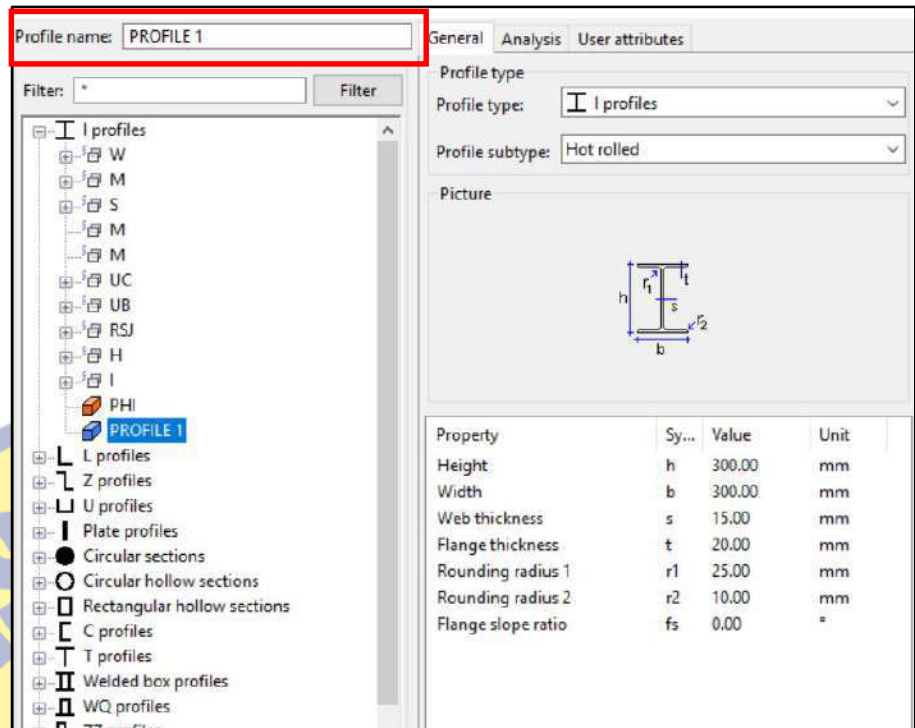 Profile name: PROFILE 1
Filter: * Filter
I profiles
W
M
S
M
M
UC
UB
RSJ
H
I
PHI
PROFILE 1
L profiles
Z profiles
U profiles
Plate profiles
Circular sections
Circular hollow sections
Rectangular hollow sections
C profiles
T profiles
Welded box profiles
WQ profiles
General Analysis User attributes
Profile type
Profile type: I profiles
Profile subtype: Hot rolled
Picture
r1 t
h s
r2
b
Property Sy... Value Unit
Height h 300.00 mm
Width b 300.00 mm
Web thickness s 15.00 mm
Flange thickness t 20.00 mm
Rounding radius 1 r1 25.00 mm
Rounding radius 2 r2 10.00 mm
Flange slope ratio fs 0.00 °